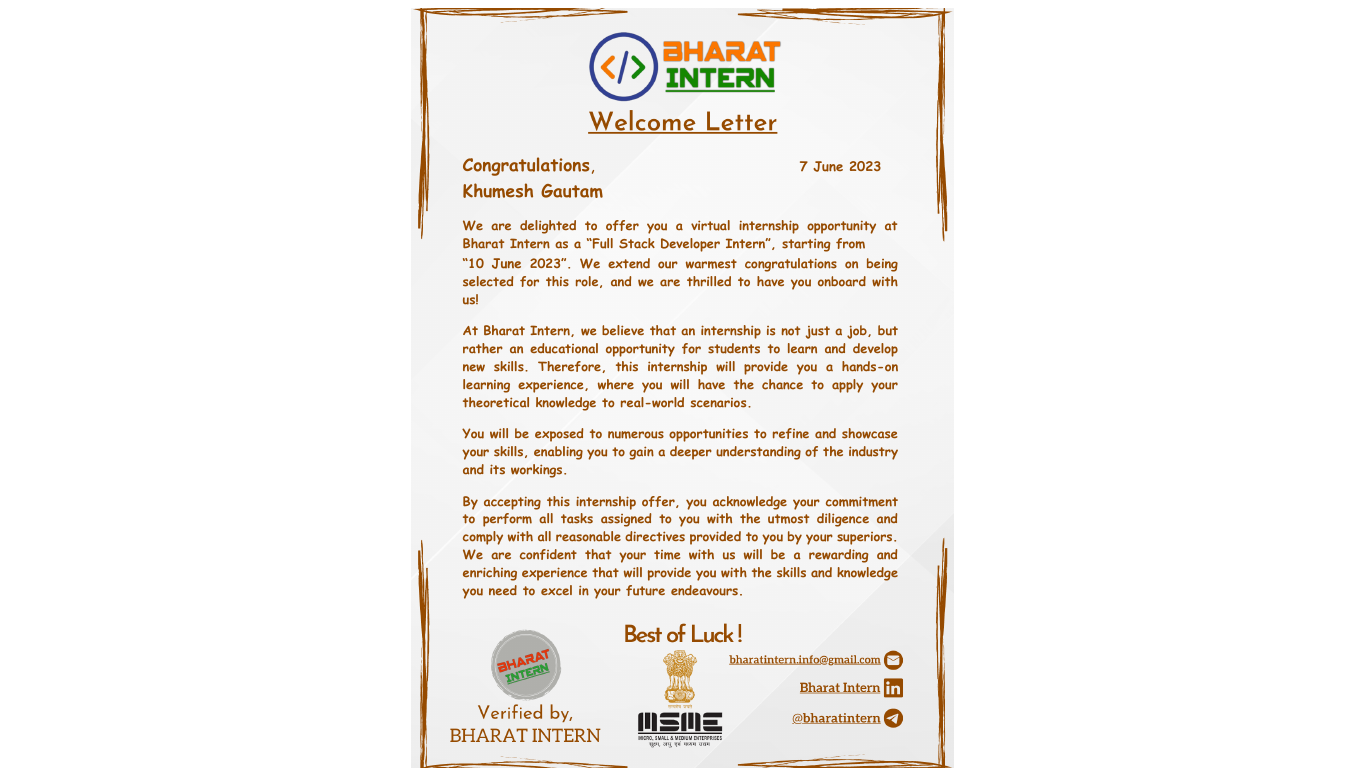 </> BHARAT
INTERN
Welcome Letter
Congratulations,
7 June 2023
Khumesh Gautam
We are delighted to offer you a virtual internship opportunity at
Bharat Intern as a “Full Stack Developer Intern”, starting from
“10 June 2023”. We extend our warmest congratulations on being
selected for this role, and we are thrilled to have you onboard with
us!
At Bharat Intern, we believe that an internship is not just a job, but
rather an educational opportunity for students to learn and develop
new skills. Therefore, this internship will provide you a hands-on
learning experience, where you will have the chance to apply your
theoretical knowledge to real-world scenarios.
You will be exposed to numerous opportunities to refine and showcase
your skills, enabling you to gain a deeper understanding of the industry
and its workings.
By accepting this internship offer, you acknowledge your commitment
to perform all tasks assigned to you with the utmost diligence and
comply with all reasonable directives provided to you by your superiors.
We are confident that your time with us will be a rewarding and
enriching experience that will provide you with the skills and knowledge
you need to excel in your future endeavours.
Best of Luck !
BHARAT
INTERN
Verified by,
BHARAT INTERN
MSME
MICRO, SMALL & MEDIUM ENTERPRISES
सूक्ष्म, लघु एवं मध्यम उद्यम
bharatintern.info@gmail.com
Bharat Intern in
@bharatintern